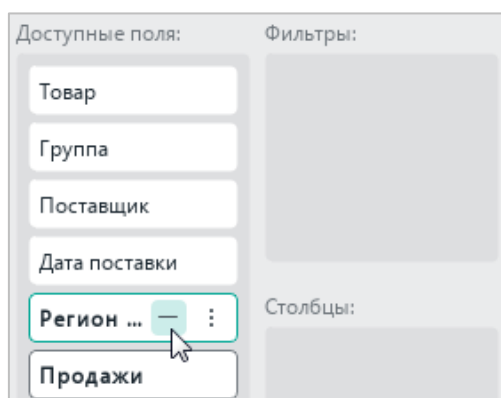 Доступные поля:
Фильтры:
Товар
Группа
Поставщик
Дата поставки
Регион ...
Столбцы:
Продажи